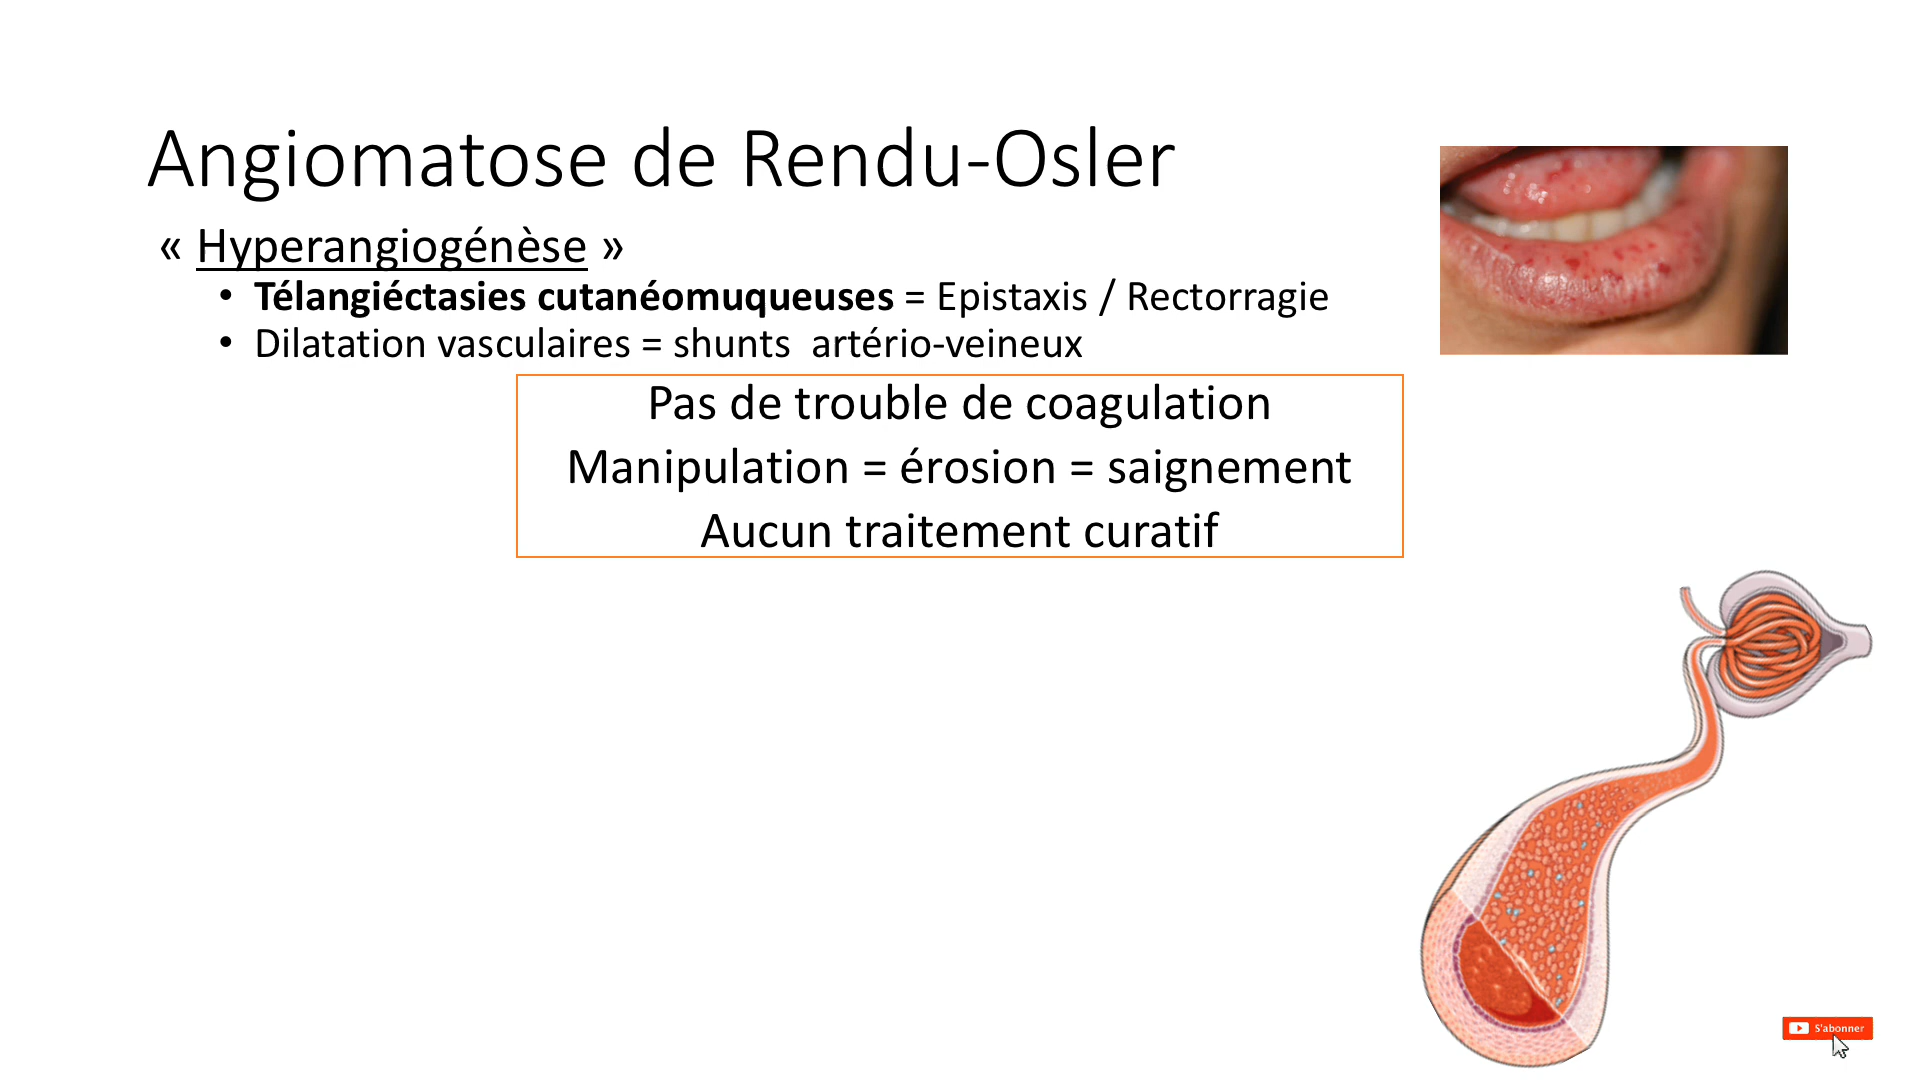 Angiomatose de Rendu-Osler
« Hyperangiogénèse »
• Télangiéctasies cutanéomuqueuses = Epistaxis / Rectorragie
• Dilatation vasculaires = shunts  artério-veineux
Pas de trouble de coagulation
Manipulation = érosion = saignement
Aucun traitement curatif
S'abonner